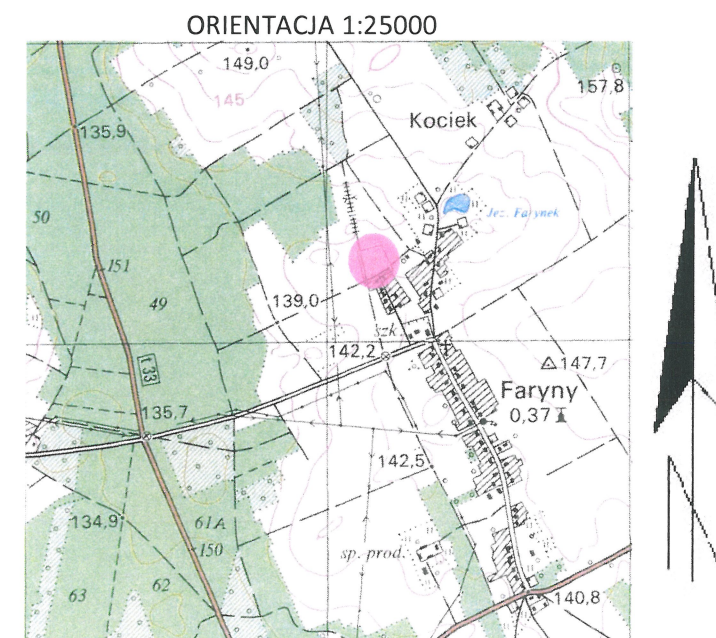 ORIENTACJA 1:25000
149,0
157,8
145
Kociek
135,9
50
Jez. Farynek
151
49
139,0
szk.
142,2
147,7
t 33
Faryny
135,7
0,37
142,5
134,9
61A
150
sp. prod.
63
62
140,8